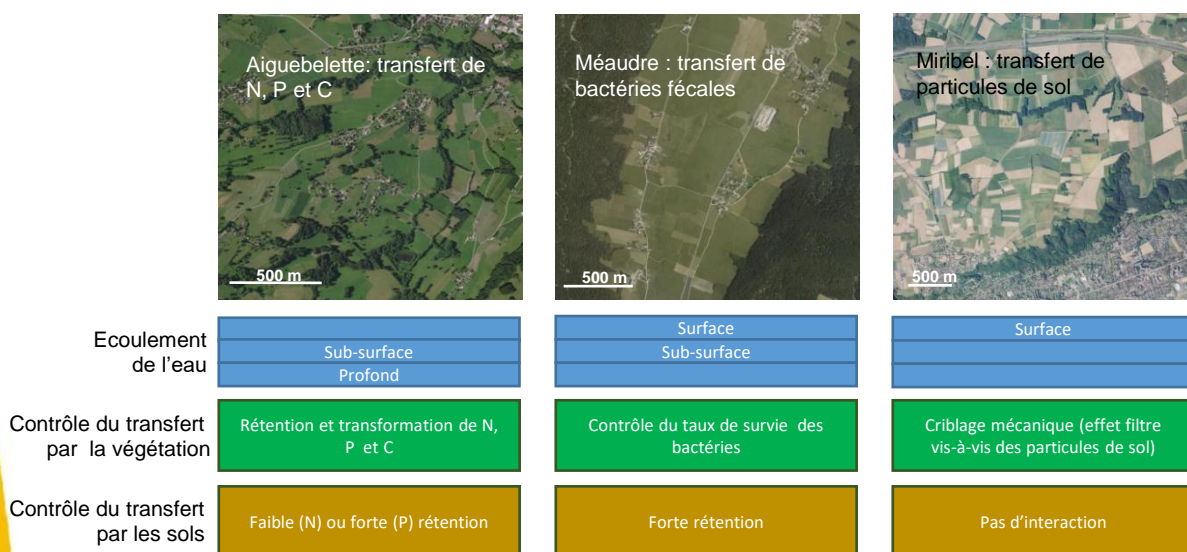 Aiguebelette: transfert de
N, P et C
Méaudre : transfert de
bactéries fécales
Miribel : transfert de
particules de sol
500 m
500 m
500 m
Ecoulement
de l'eau
Sub-surface
Profond
Surface
Sub-surface
Surface
Contrôle du transfert
par la végétation
Rétention et transformation de N,
P et C
Contrôle du taux de survie des
bactéries
Criblage mécanique (effet filtre
vis-à-vis des particules de sol)
Contrôle du transfert
par les sols
Faible (N) ou forte (P) rétention
Forte rétention
Pas d'interaction